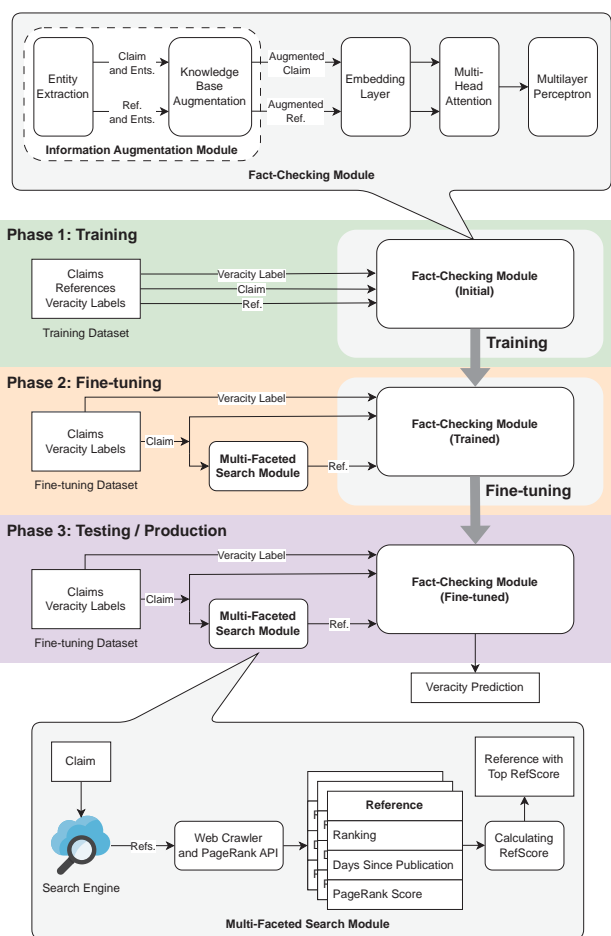 Entity
Extraction
Claim
and Ents.
Ref.
and Ents.
Knowledge
Base
Augmentation
Augmented
Claim
Augmented
Ref.
Embedding
Layer
Multi-
Head
Attention
Multilayer
Perceptron
Information Augmentation Module
Fact-Checking Module
Phase 1: Training
Claims
References
Veracity Labels
Training Dataset
Veracity Label
Claim
Ref.
Fact-Checking Module
(Initial)
Training
Phase 2: Fine-tuning
Claims
Veracity Labels
Fine-tuning Dataset
Veracity Label
Claim
Multi-Faceted
Search Module
Ref.
Fact-Checking Module
(Trained)
Fine-tuning
Phase 3: Testing / Production
Claims
Veracity Labels
Fine-tuning Dataset
Veracity Label
Claim
Multi-Faceted
Search Module
Ref.
Fact-Checking Module
(Fine-tuned)
Veracity Prediction
Claim
Search Engine
Refs.
Web Crawler
and PageRank API
Reference
Ranking
Days Since Publication
PageRank Score
Calculating
RefScore
Reference with
Top RefScore
Multi-Faceted Search Module